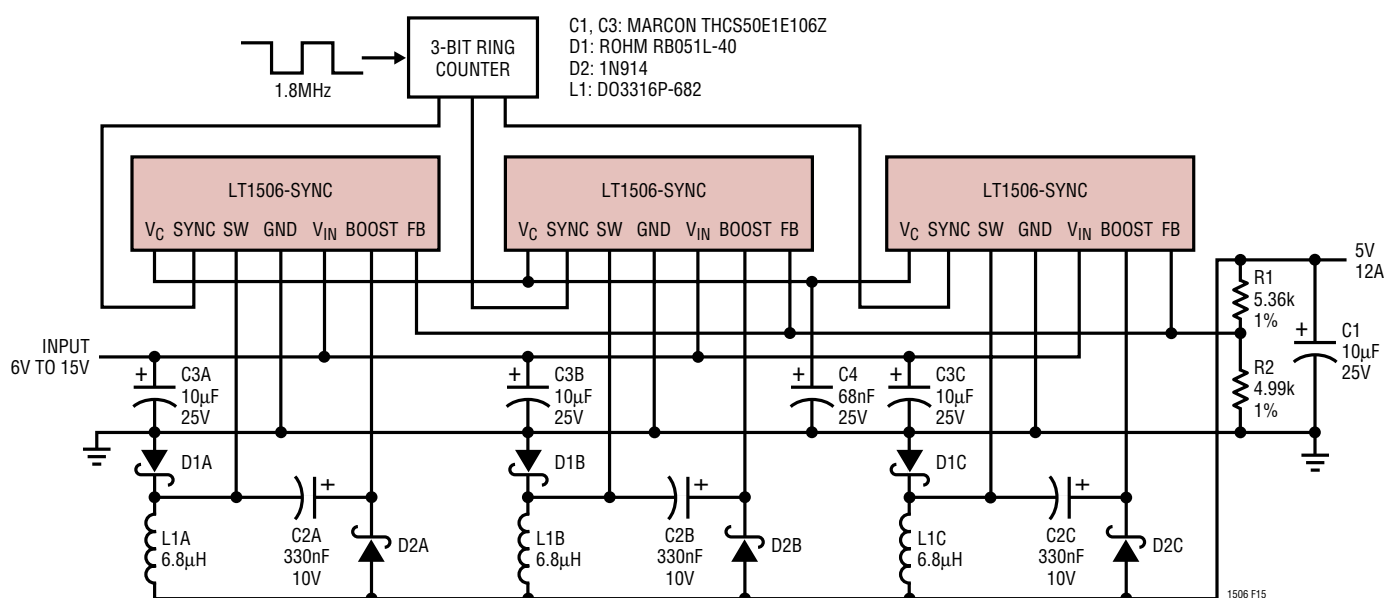 3-BIT RING
COUNTER
1.8MHz
C1, C3: MARCON THCS50E1E106Z
D1: ROHM RB051L-40
D2: 1N914
L1: DO3316P-682
LT1506-SYNC
VC SYNC SW GND VIN BOOST FB
LT1506-SYNC
VC SYNC SW GND VIN BOOST FB
LT1506-SYNC
VC SYNC SW GND VIN BOOST FB
5V
12A
R1
5.36k
1%
+
C1
10µF
25V
R2
4.99k
1%
INPUT
6V TO 15V
+
C3A
10µF
25V
+
C3B
10µF
25V
+
C4
68nF
25V
+
C3C
10µF
25V
D1A
D1B
D1C
L1A
6.8µH
+
C2A
330nF
10V
D2A
L1B
6.8µH
+
C2B
330nF
10V
D2B
L1C
6.8µH
+
C2C
330nF
10V
D2C
1506 F15